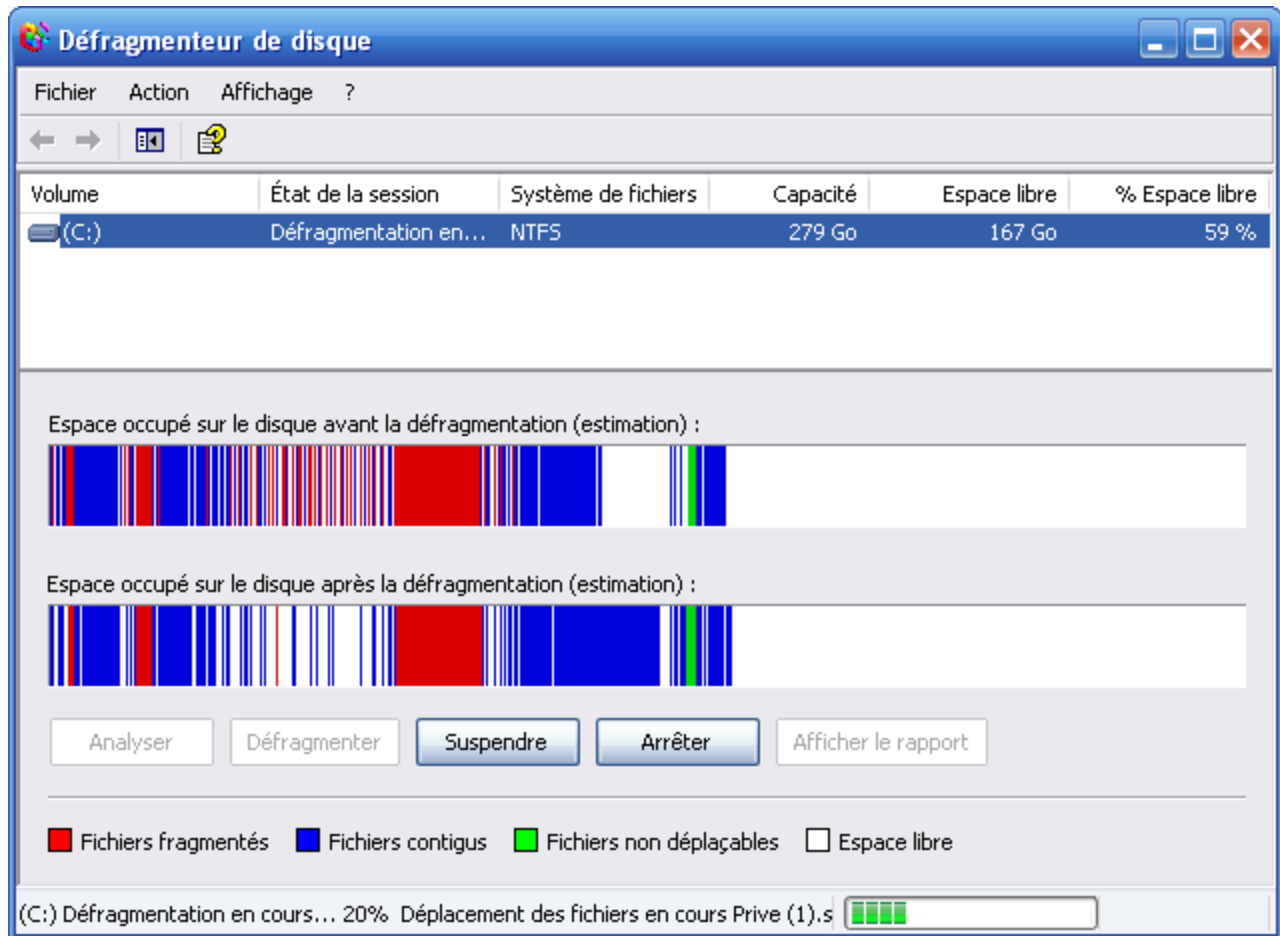 Défragmenteur de disque
Fichier Action Affichage ?
Volume État de la session Système de fichiers Capacité Espace libre % Espace libre
(C:) Défragmentation en... NTFS 279 Go 167 Go 59 %
Espace occupé sur le disque avant la défragmentation (estimation) :
Espace occupé sur le disque après la défragmentation (estimation) :
Analyser Défragmenter Suspendre Arrêter Afficher le rapport
Fichiers fragmentés Fichiers contigus Fichiers non déplaçables Espace libre
(C:) Défragmentation en cours... 20% Déplacement des fichiers en cours Prive (1).s